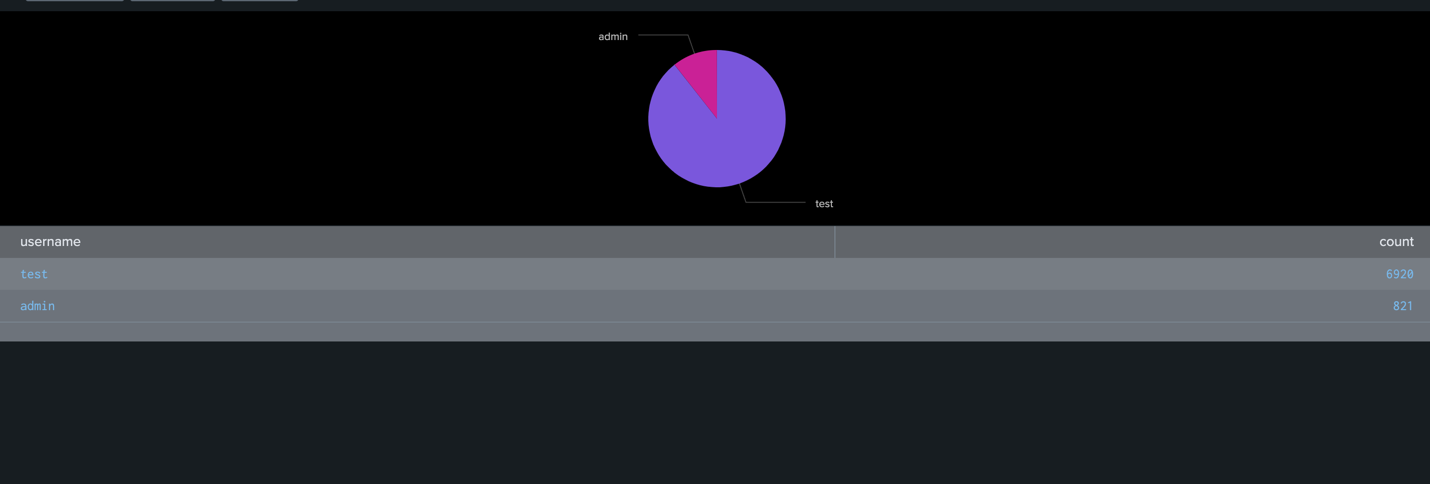 admin
test
username count
test 6920
admin 821